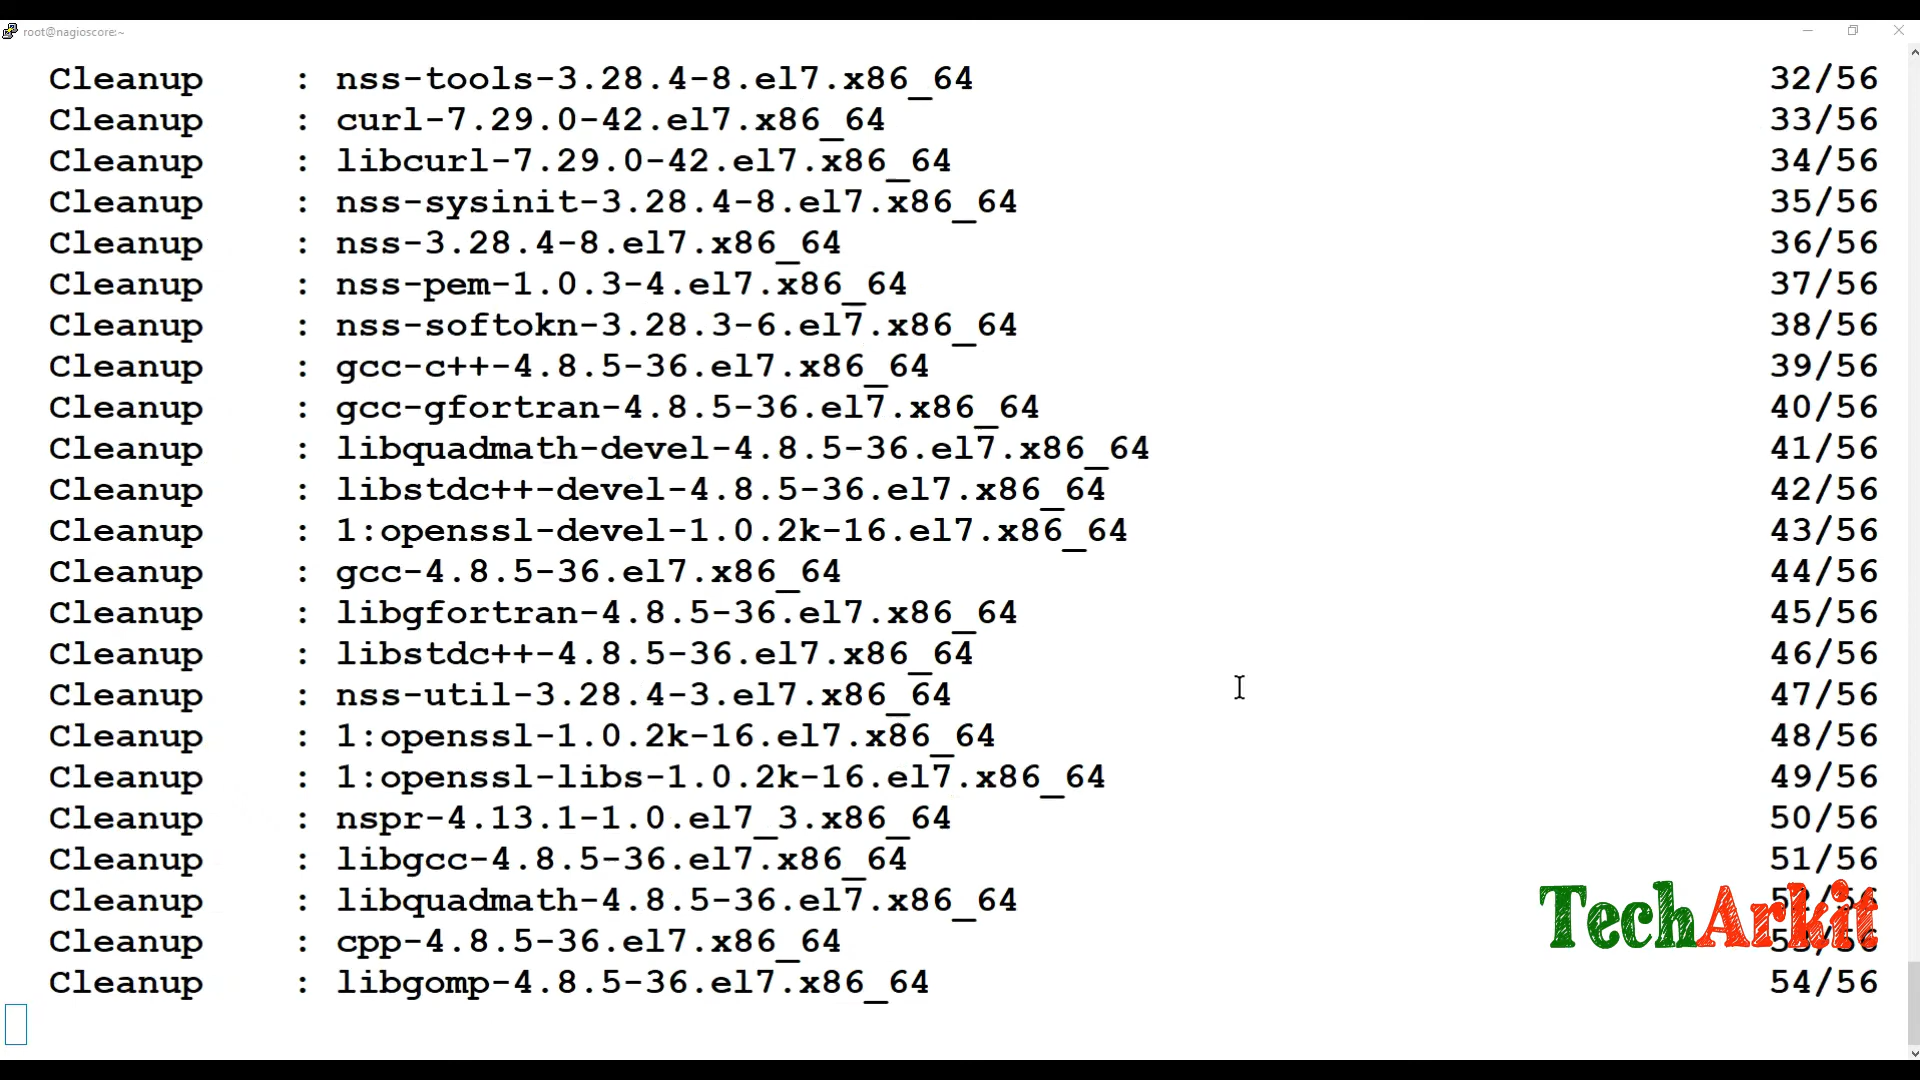 root@nagioscore:~
Cleanup : nss-tools-3.28.4-8.el7.x86_64 32/56
Cleanup : curl-7.29.0-42.el7.x86_64 33/56
Cleanup : libcurl-7.29.0-42.el7.x86_64 34/56
Cleanup : nss-sysinit-3.28.4-8.el7.x86_64 35/56
Cleanup : nss-3.28.4-8.el7.x86_64 36/56
Cleanup : nss-pem-1.0.3-4.el7.x86_64 37/56
Cleanup : nss-softokn-3.28.3-6.el7.x86_64 38/56
Cleanup : gcc-c++-4.8.5-36.el7.x86_64 39/56
Cleanup : gcc-gfortran-4.8.5-36.el7.x86_64 40/56
Cleanup : libquadmath-devel-4.8.5-36.el7.x86_64 41/56
Cleanup : libstdc++-devel-4.8.5-36.el7.x86_64 42/56
Cleanup : 1:openssl-devel-1.0.2k-16.el7.x86_64 43/56
Cleanup : gcc-4.8.5-36.el7.x86_64 44/56
Cleanup : libgfortran-4.8.5-36.el7.x86_64 45/56
Cleanup : libstdc++-4.8.5-36.el7.x86_64 46/56
Cleanup : nss-util-3.28.4-3.el7.x86_64 47/56
Cleanup : 1:openssl-1.0.2k-16.el7.x86_64 48/56
Cleanup : 1:openssl-libs-1.0.2k-16.el7.x86_64 49/56
Cleanup : nspr-4.13.1-1.0.el7_3.x86_64 50/56
Cleanup : libgcc-4.8.5-36.el7.x86_64 51/56
Cleanup : libquadmath-4.8.5-36.el7.x86_64 52/56
Cleanup : cpp-4.8.5-36.el7.x86_64 53/56
Cleanup : libgomp-4.8.5-36.el7.x86_64 54/56
TechArkit